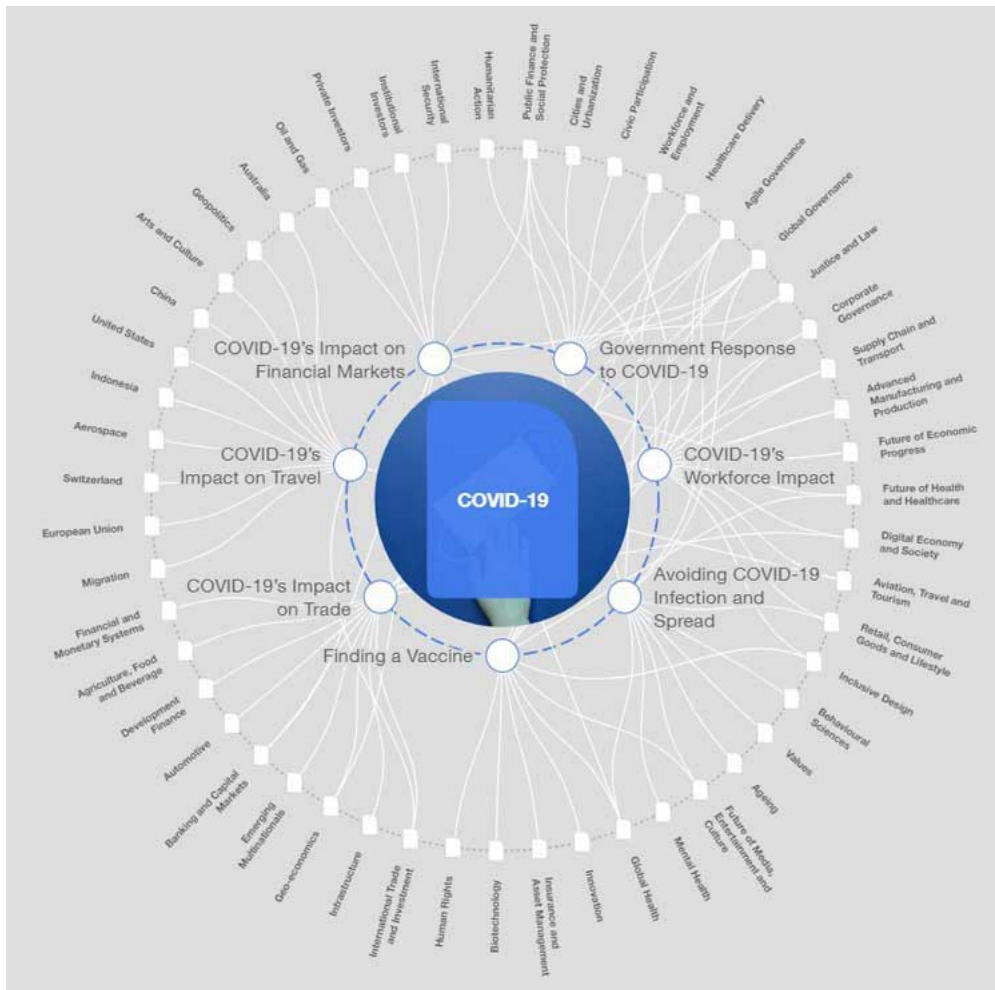 Humanitarian
Action
Public Finance and
Social Protection
Cities and
Urbanization
Civic Participation
Workforce and
Employment
Healthcare Delivery
Agile Governance
Global Governance
Justice and Law
Corporate
Governance
Supply Chain and
Transport
Advanced
Manufacturing and
Production
Future of Economic
Progress
Future of Health
and Healthcare
Digital Economy
and Society
Aviation, Travel and
Tourism
Retail, Consumer
Goods and Lifestyle
Inclusive Design
Behavioural
Sciences
Values
Ageing
Future of Media,
Entertainment and
Culture
Mental Health
Global Health
Innovation
Insurance and
Asset Management
Biotechnology
Human Rights
International Trade
and Investment
Infrastructure
Geo-economics
Emerging
Multinationals
Banking and Capital
Markets
Automotive
Development
Finance
Agriculture, Food
and Beverage
Financial and
Monetary Systems
Migration
European Union
Switzerland
Aerospace
Indonesia
United States
China
Arts and Culture
Geopolitics
Australia
Oil and Gas
Private Investors
Institutional
Investors
International
Security
COVID-19's Impact on
Financial Markets
Government Response
to COVID-19
COVID-19's
Impact on Travel
COVID-19
COVID-19's
Workforce Impact
COVID-19's Impact
on Trade
Avoiding COVID-19
Infection and
Spread
Finding a Vaccine